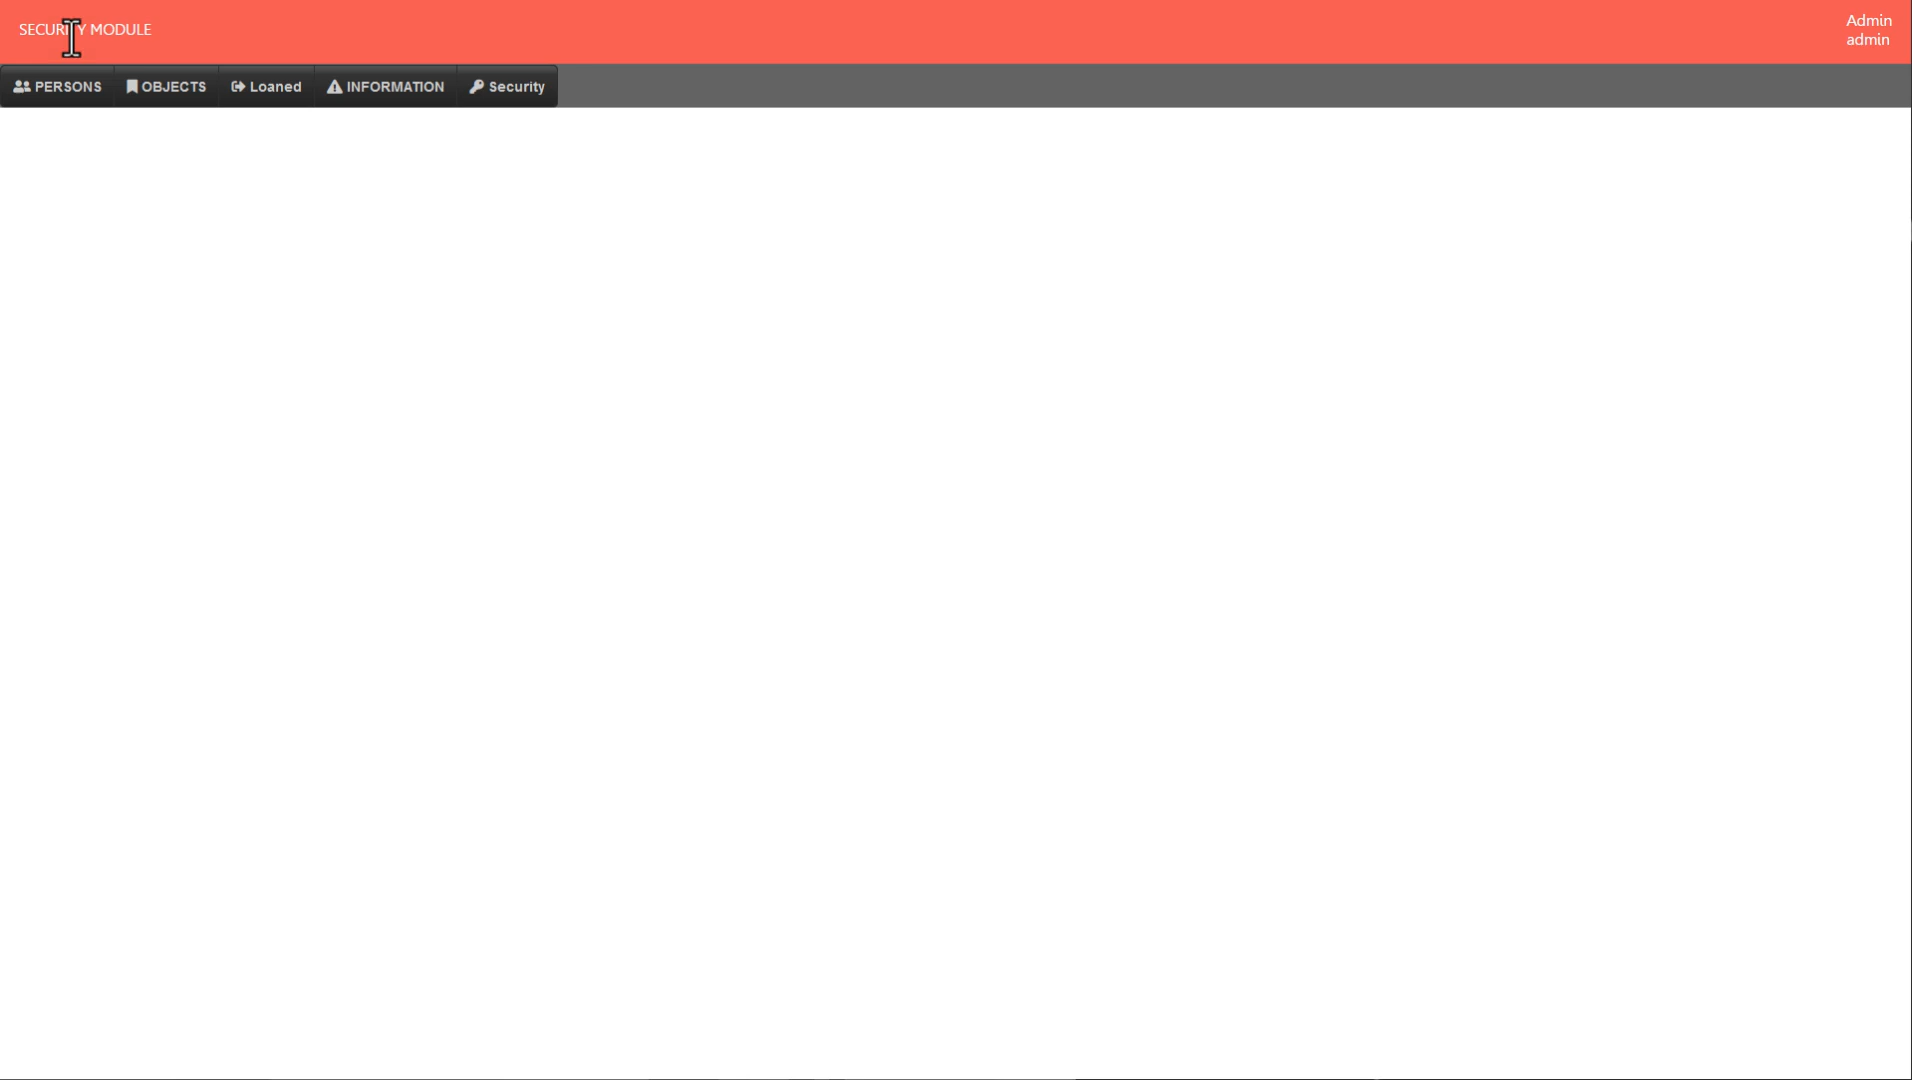 SECURITY MODULE
Admin
admin
PERSONS OBJECTS Loaned INFORMATION Security